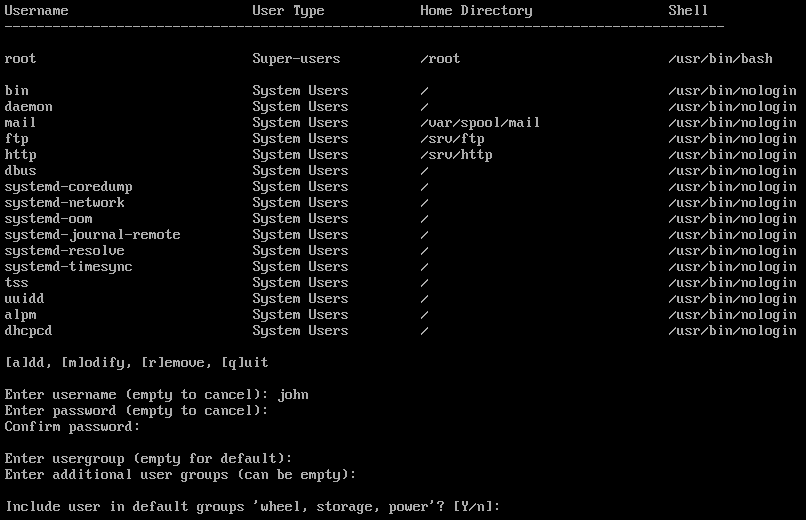 Username User Type Home Directory Shell
------------------------------------------------------------------------------------------
root Super-users /root /usr/bin/bash
bin System Users / /usr/bin/nologin
daemon System Users / /usr/bin/nologin
mail System Users /var/spool/mail /usr/bin/nologin
ftp System Users /srv/ftp /usr/bin/nologin
http System Users /srv/http /usr/bin/nologin
dbus System Users / /usr/bin/nologin
systemd-coredump System Users / /usr/bin/nologin
systemd-network System Users / /usr/bin/nologin
systemd-oom System Users / /usr/bin/nologin
systemd-journal-remote System Users / /usr/bin/nologin
systemd-resolve System Users / /usr/bin/nologin
systemd-timesync System Users / /usr/bin/nologin
tss System Users / /usr/bin/nologin
uuidd System Users / /usr/bin/nologin
alpm System Users / /usr/bin/nologin
dhcpcd System Users / /usr/bin/nologin
[a]dd, [m]odify, [r]emove, [q]uit
Enter username (empty to cancel): john
Enter password (empty to cancel):
Confirm password:
Enter usergroup (empty for default):
Enter additional user groups (can be empty):
Include user in default groups 'wheel, storage, power'? [Y/n]: